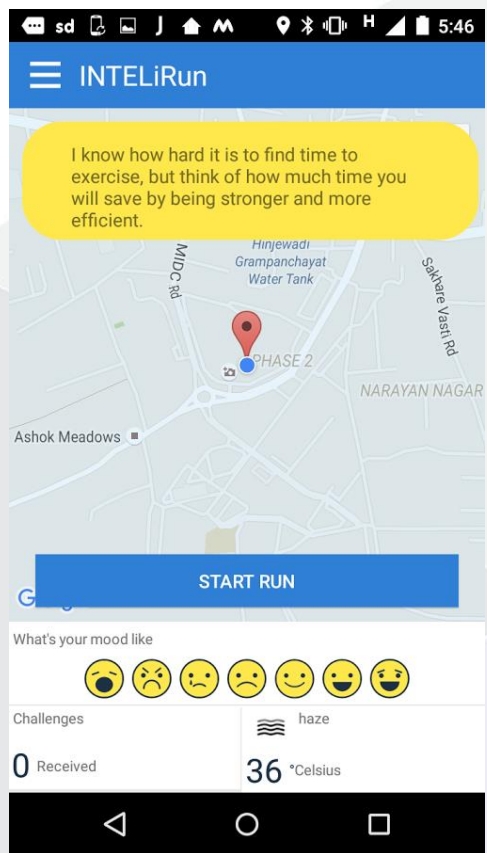 sd J H 5:46
INTELiRun
I know how hard it is to find time to
exercise, but think of how much time you
will save by being stronger and more
efficient.
MIDC Rd
Hinjewadi
Grampanchayat
Water Tank
Sakhare Vasti Rd
PHASE 2
NARAYAN NAGAR
Ashok Meadows
START RUN
What's your mood like
Challenges
haze
0 Received
36 °Celsius